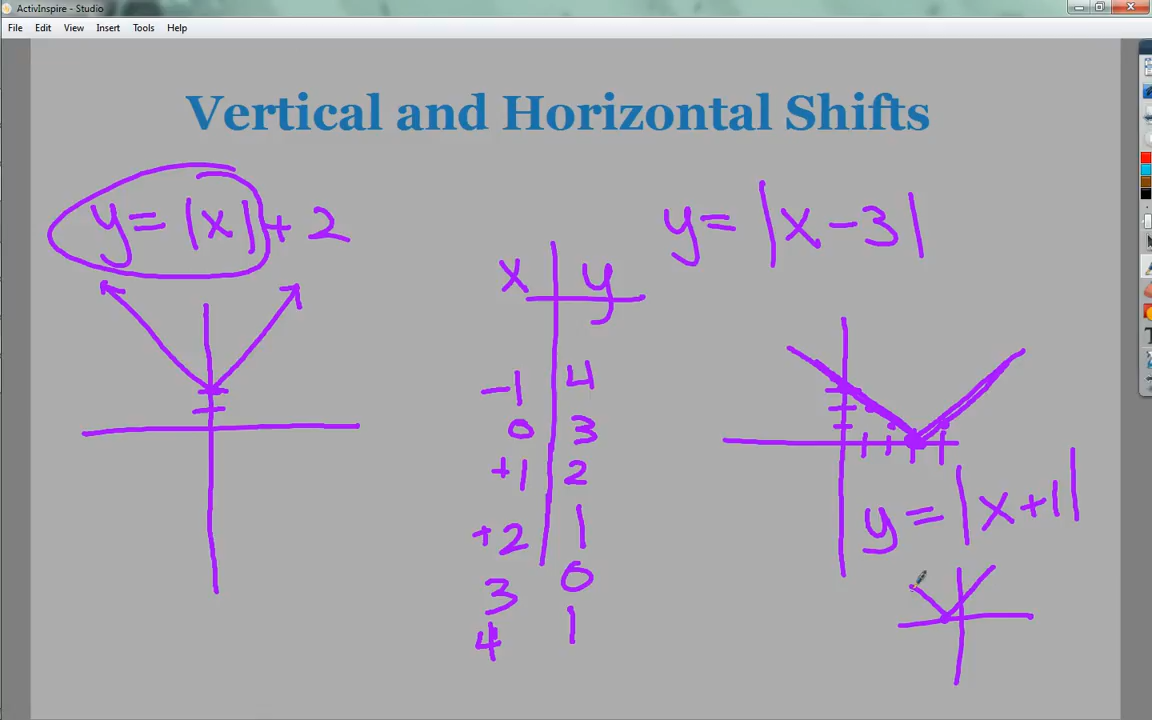 ActivInspire - Studio
File Edit View Insert Tools Help
Vertical and Horizontal Shifts
y = |x| + 2
y = |x - 3|
x y
-1 4
0 3
+1 2
+2 1
3 0
4 1
y = |x+1|